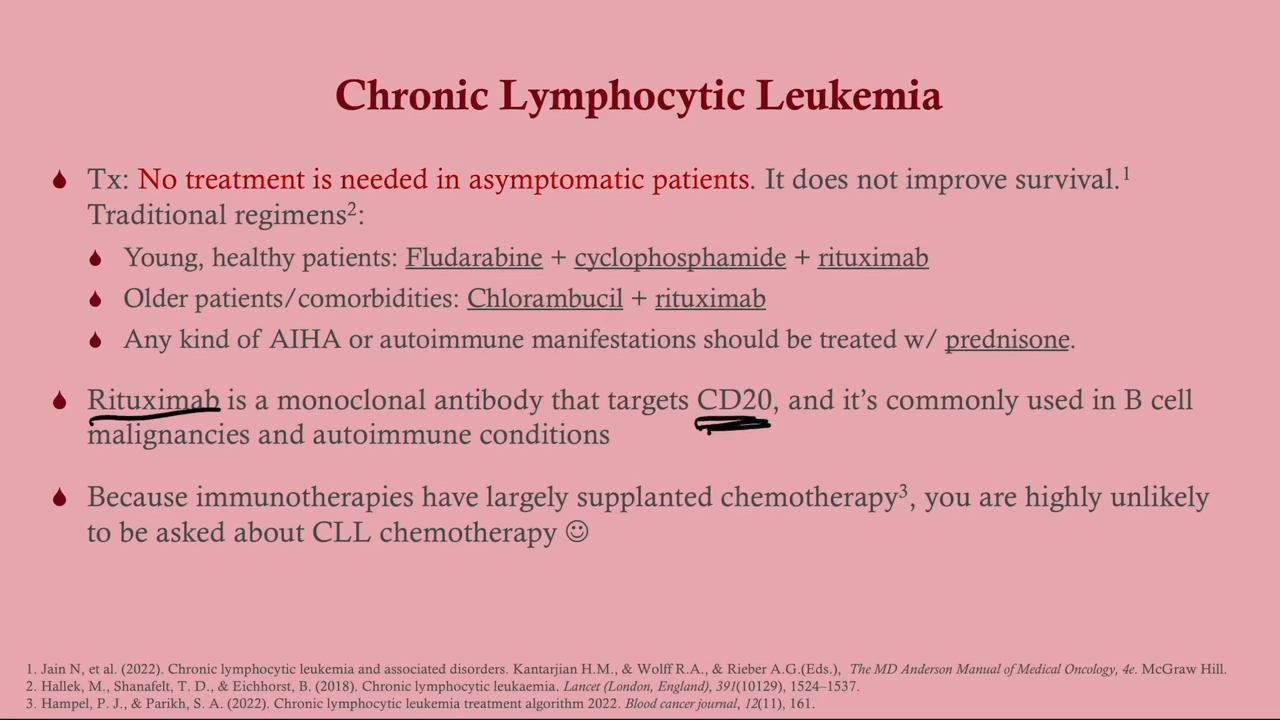 Chronic Lymphocytic Leukemia
Tx: No treatment is needed in asymptomatic patients. It does not improve survival.¹
Traditional regimens²:
Young, healthy patients: Fludarabine + cyclophosphamide + rituximab
Older patients/comorbidities: Chlorambucil + rituximab
Any kind of AIHA or autoimmune manifestations should be treated w/ prednisone.
Rituximab is a monoclonal antibody that targets CD20, and it’s commonly used in B cell
malignancies and autoimmune conditions
Because immunotherapies have largely supplanted chemotherapy³, you are highly unlikely
to be asked about CLL chemotherapy ☺
1. Jain N, et al. (2022). Chronic lymphocytic leukemia and associated disorders. Kantarjian H.M., & Wolff R.A., & Rieber A.G.(Eds.), The MD Anderson Manual of Medical Oncology, 4e. McGraw Hill.
2. Hallek, M., Shanafelt, T. D., & Eichhorst, B. (2018). Chronic lymphocytic leukaemia. Lancet (London, England), 391(10129), 1524–1537.
3. Hampel, P. J., & Parikh, S. A. (2022). Chronic lymphocytic leukemia treatment algorithm 2022. Blood cancer journal, 12(11), 161.